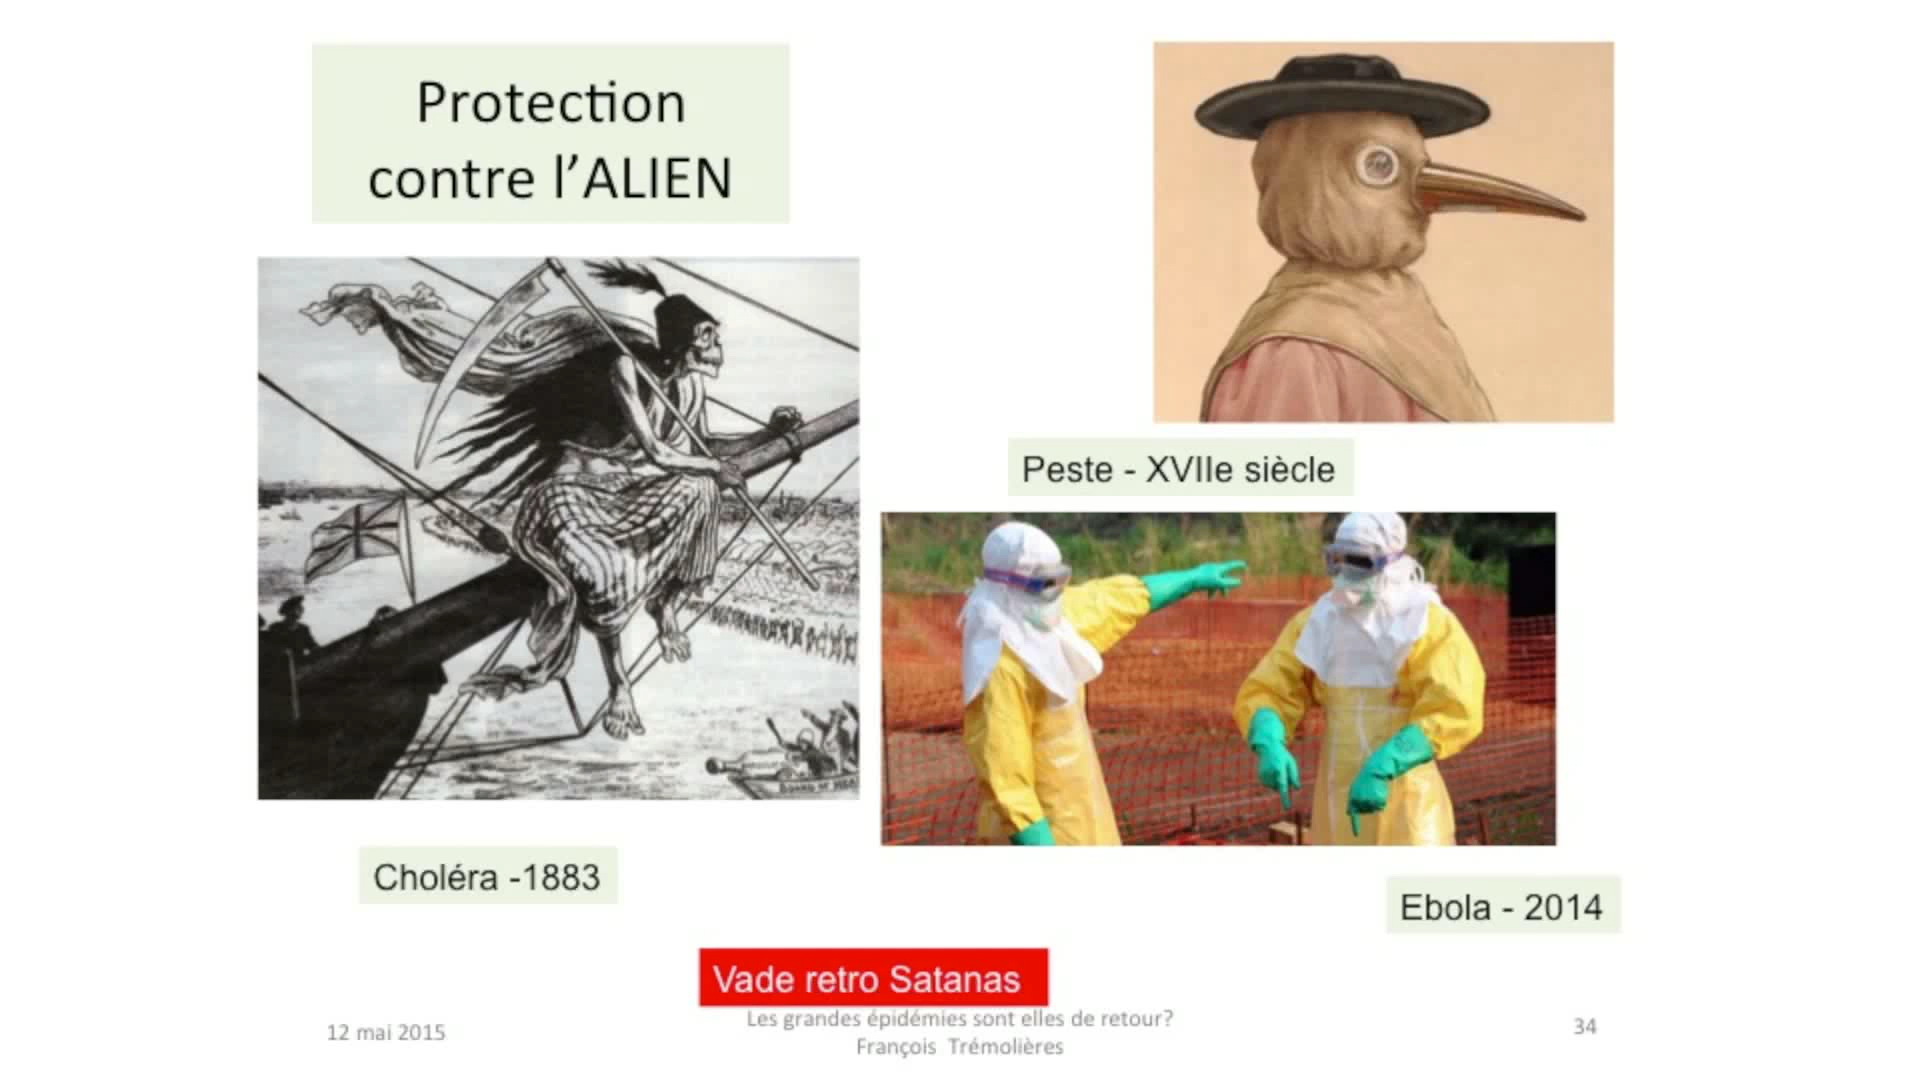 Protection
contre l'ALIEN
Peste - XVIIe siècle
Choléra -1883
Ebola - 2014
Vade retro Satanas
12 mai 2015
Les grandes épidémies sont elles de retour?
François Trémolières
34